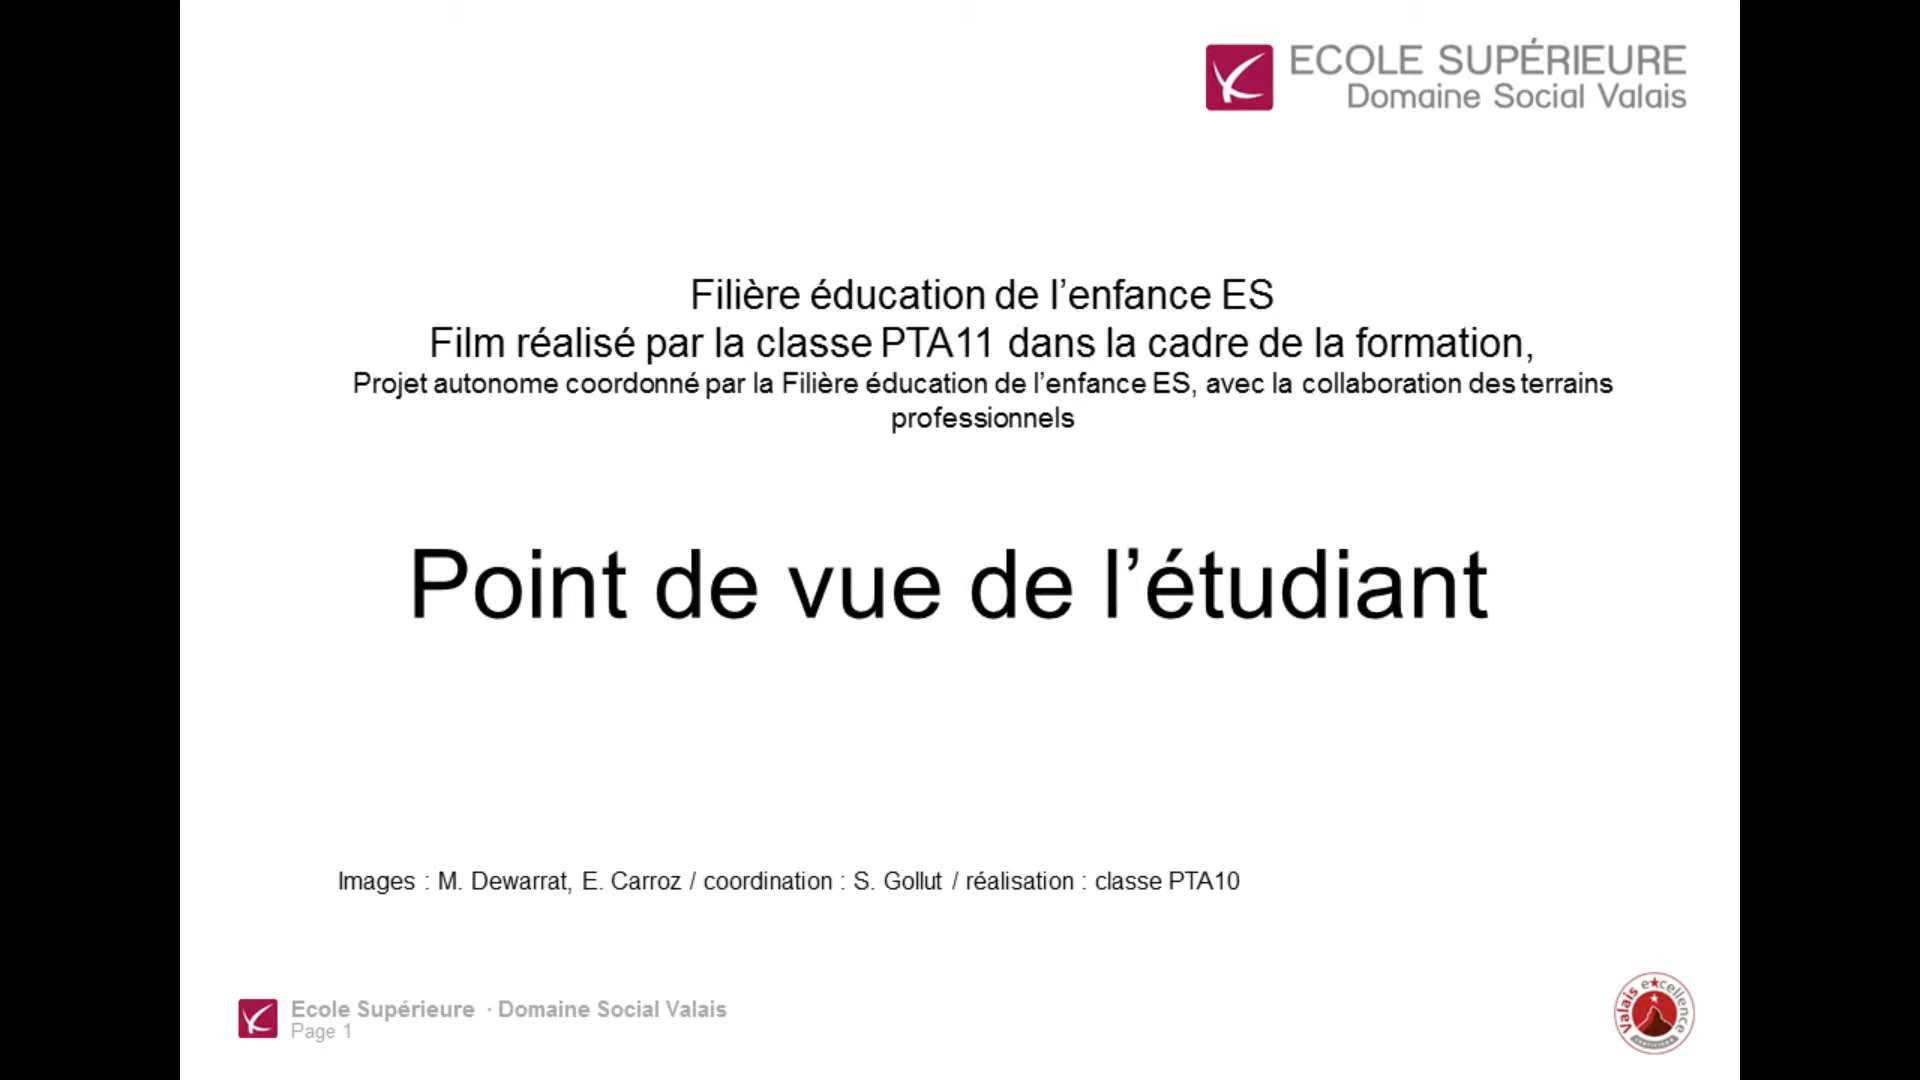 ECOLE SUPÉRIEURE
Domaine Social Valais
Filière éducation de l’enfance ES
Film réalisé par la classe PTA11 dans la cadre de la formation,
Projet autonome coordonné par la Filière éducation de l’enfance ES, avec la collaboration des terrains
professionnels
Point de vue de l’étudiant
Images : M. Dewarrat, E. Carroz / coordination : S. Gollut / réalisation : classe PTA10
Ecole Supérieure · Domaine Social Valais
Page 1
Valais excellence